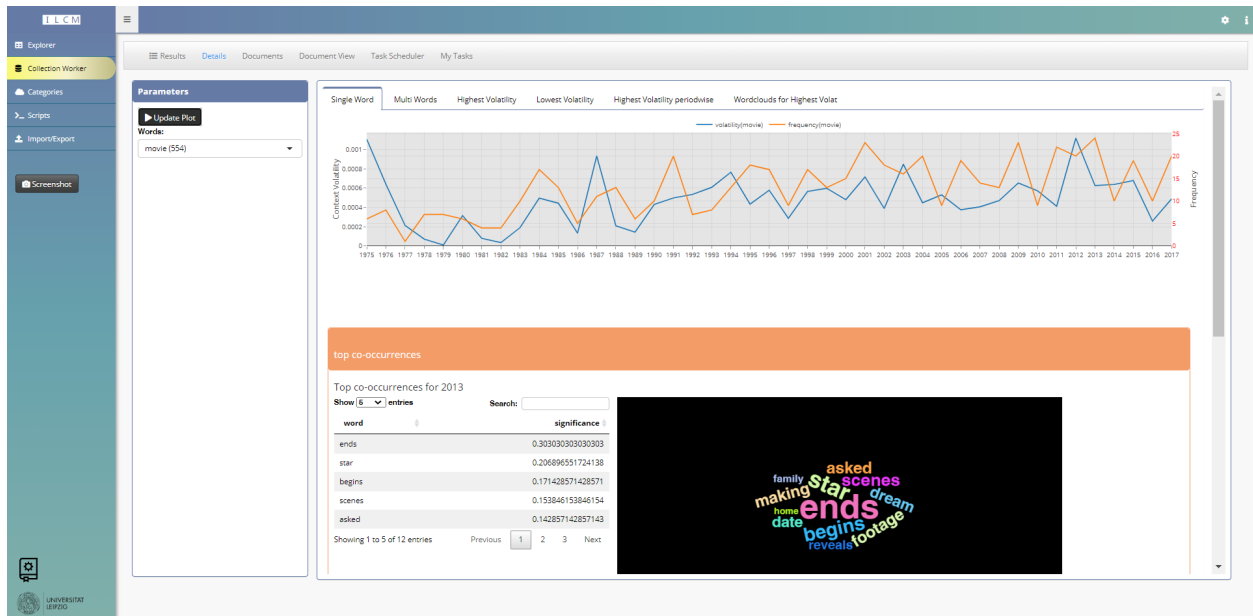 I L C M
Explorer
Collection Worker
Categories
Scripts
Import/Export
Screenshot
UNIVERSITÄT
LEIPZIG
Results Details Documents Document View Task Scheduler My Tasks
Parameters
Update Plot
Words:
movie (554)
Single Word Multi Words Highest Volatility Lowest Volatility Highest Volatility periodwise Wordclouds for Highest Volat
volatility(movie) frequency(movie)
Context Volatility
0.001
0.0008
0.0006
0.0004
0.0002
0
25
20
15
10
5
0
Frequency
1975 1976 1977 1978 1979 1980 1981 1982 1983 1984 1985 1986 1987 1988 1989 1990 1991 1992 1993 1994 1995 1996 1997 1998 1999 2000 2001 2002 2003 2004 2005 2006 2007 2008 2009 2010 2011 2012 2013 2014 2015 2016 2017
top co-occurrences
Top co-occurrences for 2013
Show 5 entries Search:
word significance
ends 0.303030303030303
star 0.206896551724138
begins 0.171428571428571
scenes 0.153846153846154
asked 0.142857142857143
Showing 1 to 5 of 12 entries Previous 1 2 3 Next
asked
family star scenes
making dream
home ends
date begins footage
reveals